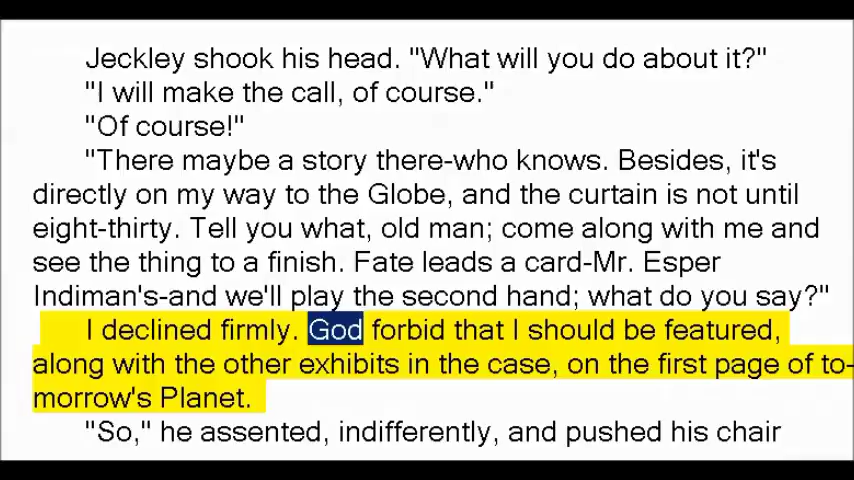 Jeckley shook his head. "What will you do about it?"
"I will make the call, of course."
"Of course!"
"There maybe a story there-who knows. Besides, it's
directly on my way to the Globe, and the curtain is not until
eight-thirty. Tell you what, old man; come along with me and
see the thing to a finish. Fate leads a card-Mr. Esper
Indiman's-and we'll play the second hand; what do you say?"
I declined firmly. God forbid that I should be featured,
along with the other exhibits in the case, on the first page of to-
morrow's Planet.
"So," he assented, indifferently, and pushed his chair